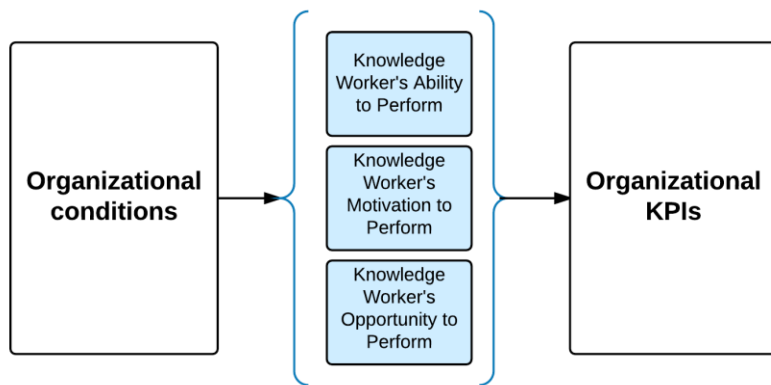 Organizational
conditions
Knowledge
Worker's Ability
to Perform
Knowledge
Worker's
Motivation to
Perform
Knowledge
Worker's
Opportunity to
Perform
Organizational
KPIs